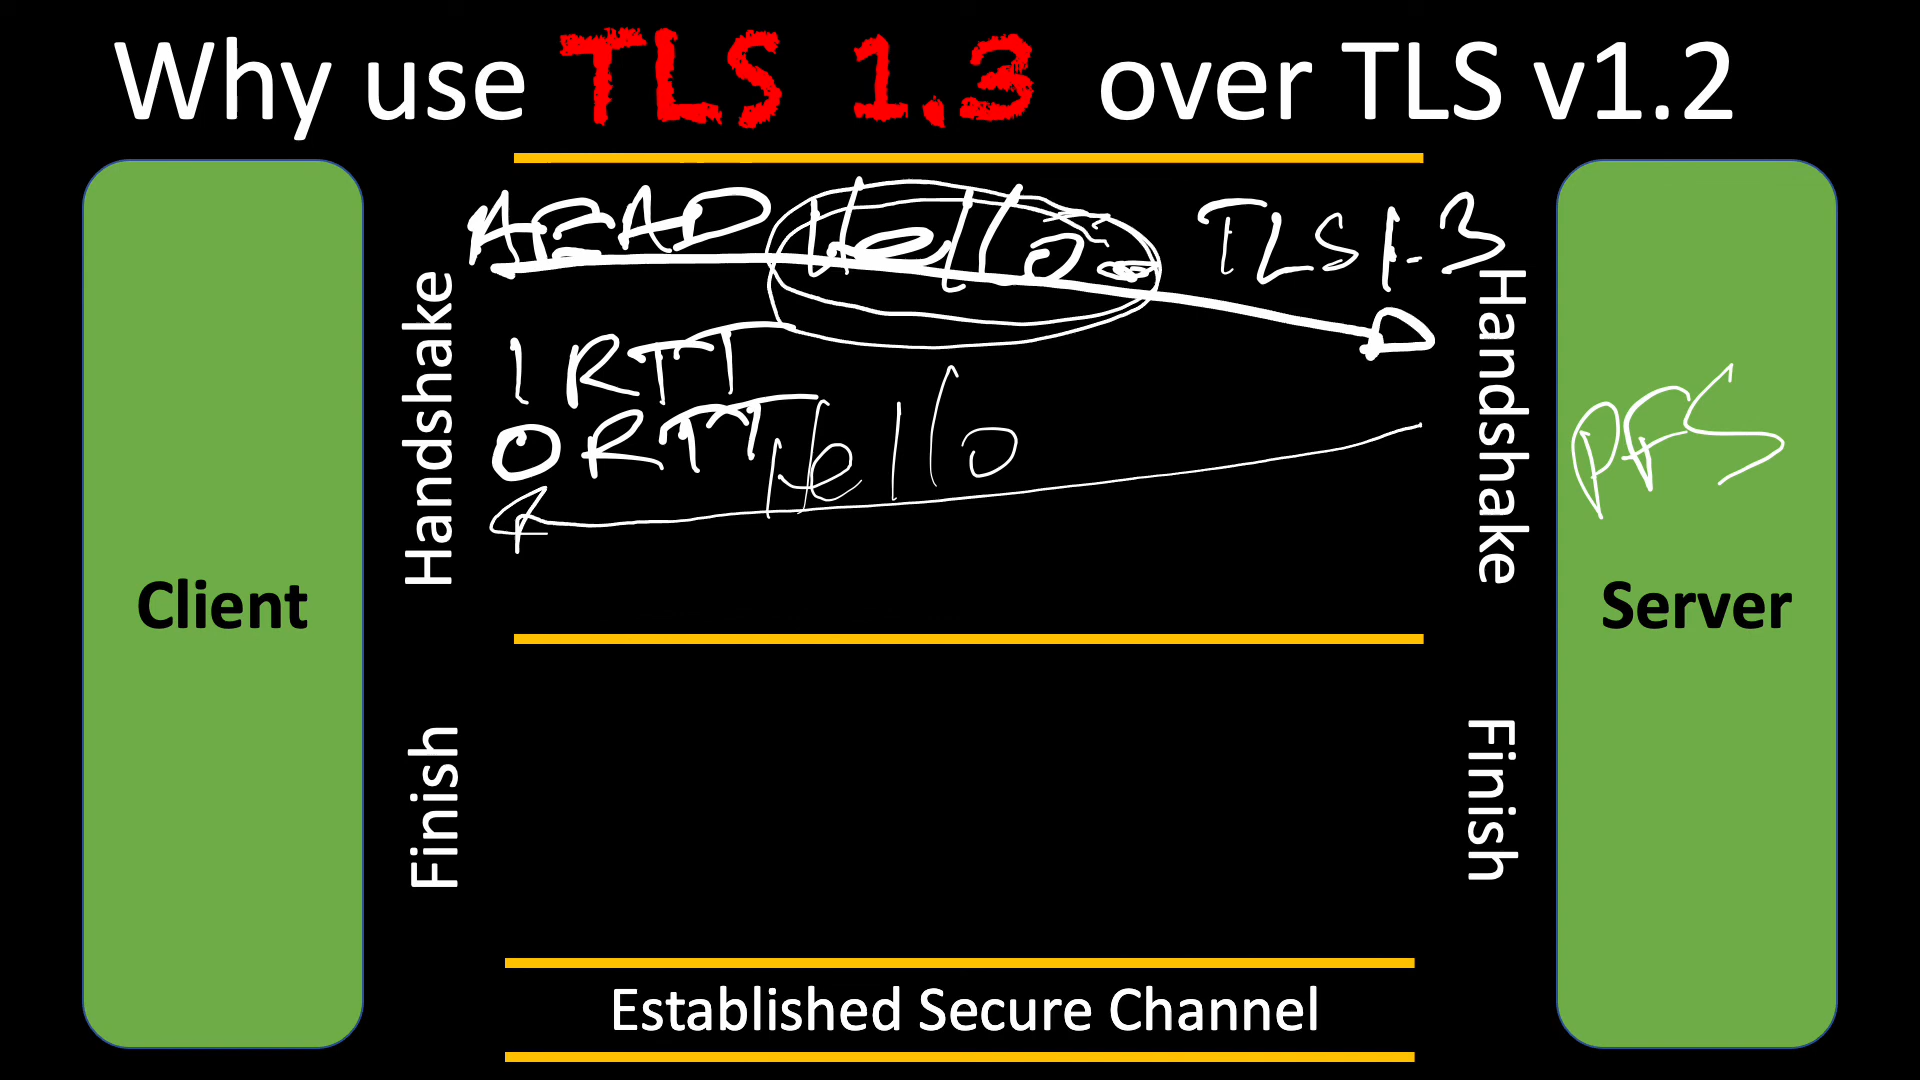 Why use TLS 1.3 over TLS v1.2
AEAD Hello TLS 1.3
Handshake
Handshake
1 RTT
0 RTT Hello
PFS
Client
Server
Finish
Finish
Established Secure Channel